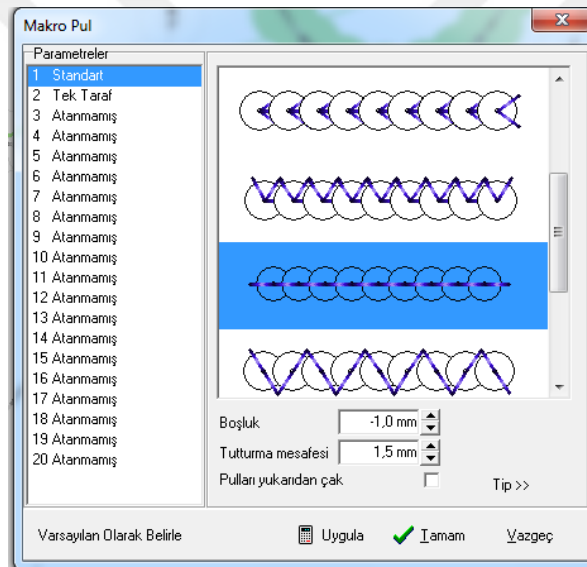 Makro Pul
Parametreler
1 Standart
2 Tek Taraf
3 Atanmamış
4 Atanmamış
5 Atanmamış
6 Atanmamış
7 Atanmamış
8 Atanmamış
9 Atanmamış
10 Atanmamış
11 Atanmamış
12 Atanmamış
13 Atanmamış
14 Atanmamış
15 Atanmamış
16 Atanmamış
17 Atanmamış
18 Atanmamış
19 Atanmamış
20 Atanmamış
Boşluk -1,0 mm
Tutturma mesafesi 1,5 mm
Pulları yukarıdan çak
Tip >>
Varsayılan Olarak Belirle Uygula Tamam Vazgeç